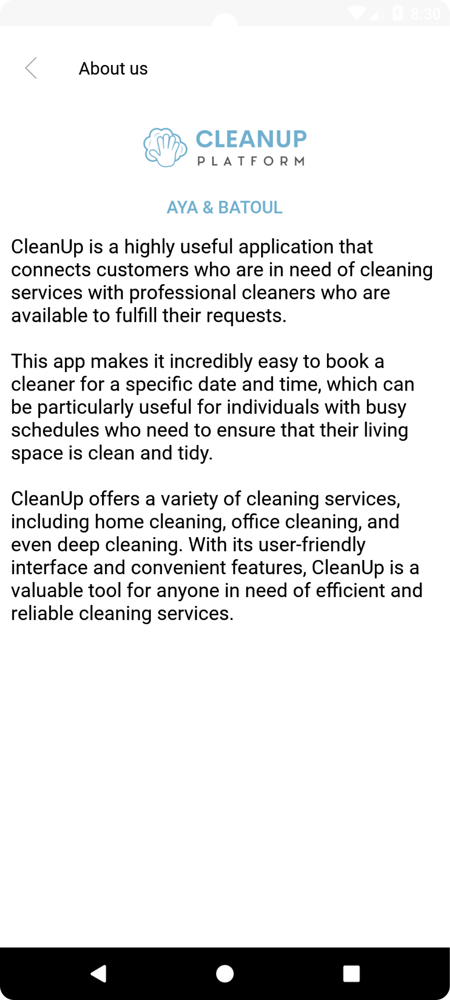 8:30
About us
CLEANUP
PLATFORM
AYA & BATOUL
CleanUp is a highly useful application that
connects customers who are in need of cleaning
services with professional cleaners who are
available to fulfill their requests.
This app makes it incredibly easy to book a
cleaner for a specific date and time, which can
be particularly useful for individuals with busy
schedules who need to ensure that their living
space is clean and tidy.
CleanUp offers a variety of cleaning services,
including home cleaning, office cleaning, and
even deep cleaning. With its user-friendly
interface and convenient features, CleanUp is a
valuable tool for anyone in need of efficient and
reliable cleaning services.